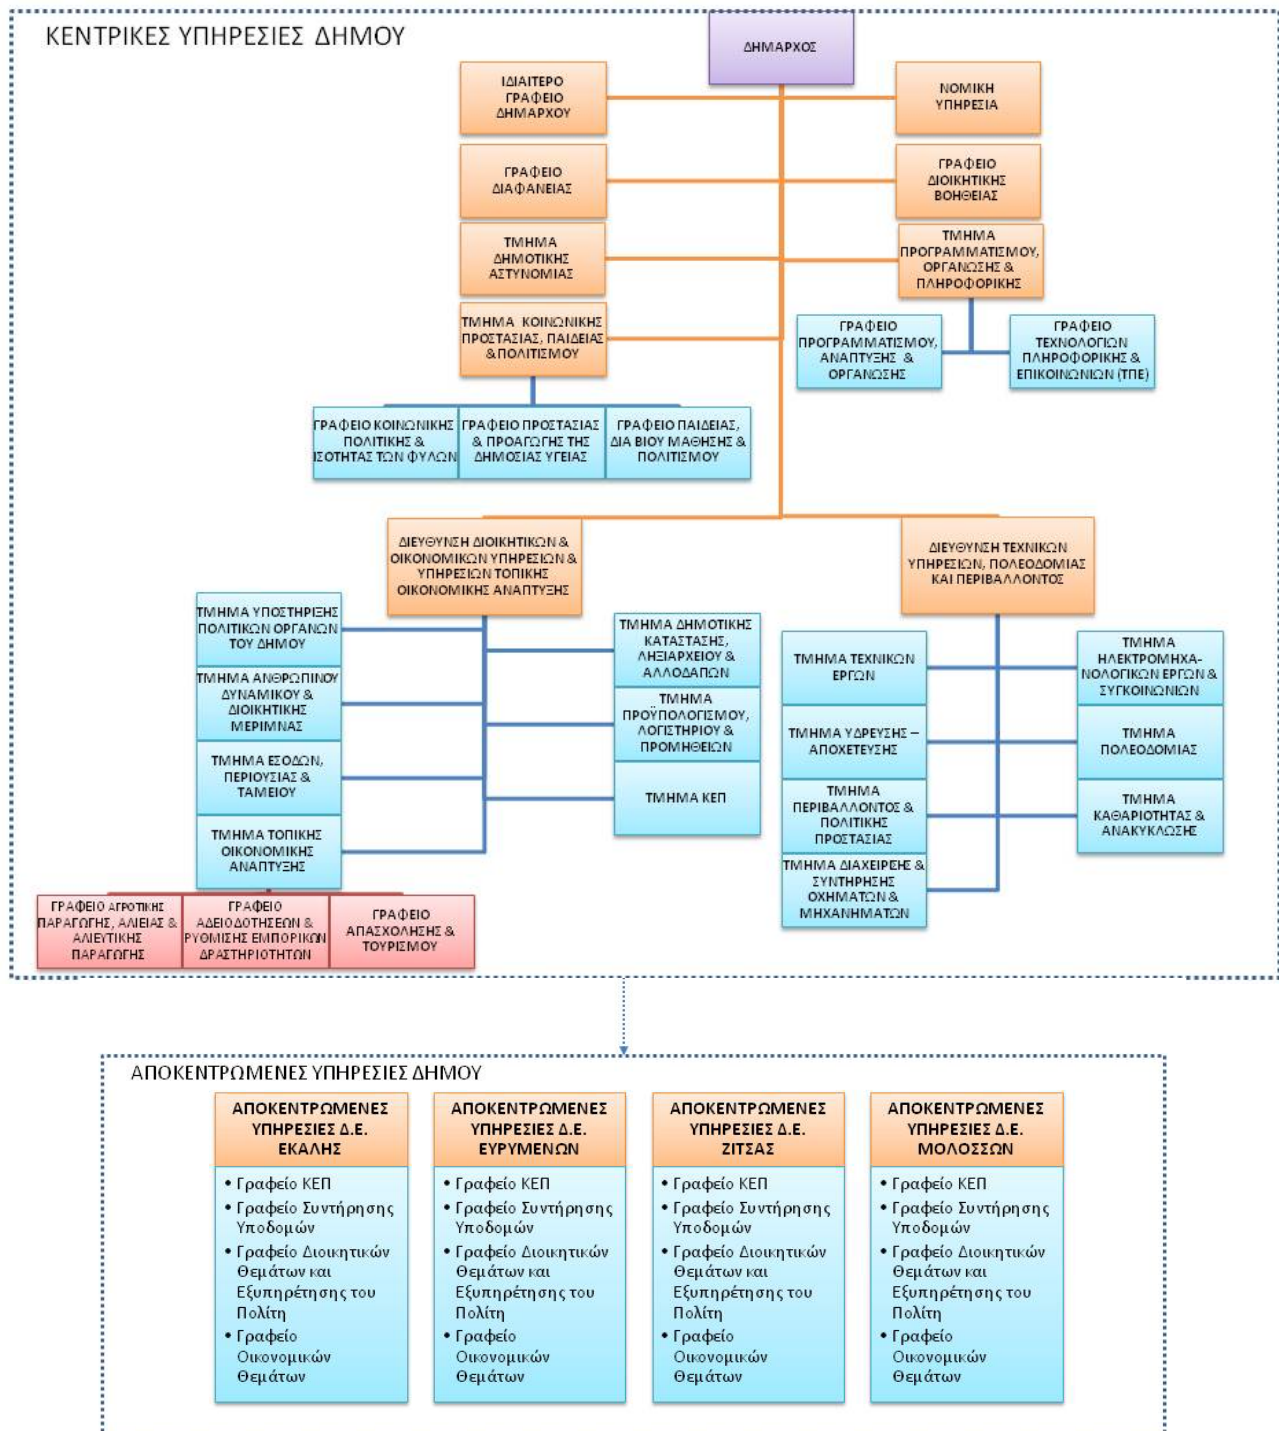 ΚΕΝΤΡΙΚΕΣ ΥΠΗΡΕΣΙΕΣ ΔΗΜΟΥ
ΔΗΜΑΡΧΟΣ
ΙΔΙΑΙΤΕΡΟ
ΓΡΑΦΕΙΟ
ΔΗΜΑΡΧΟΥ
ΝΟΜΙΚΗ
ΥΠΗΡΕΣΙΑ
ΓΡΑΦΕΙΟ
ΔΙΑΦΑΝΕΙΑΣ
ΓΡΑΦΕΙΟ
ΔΙΟΙΚΗΤΙΚΗΣ
ΒΟΗΘΕΙΑΣ
ΤΜΗΜΑ
ΔΗΜΟΤΙΚΗΣ
ΑΣΤΥΝΟΜΙΑΣ
ΤΜΗΜΑ
ΠΡΟΓΡΑΜΜΑΤΙΣΜΟΥ,
ΟΡΓΑΝΩΣΗΣ &
ΠΛΗΡΟΦΟΡΙΚΗΣ
ΤΜΗΜΑ ΚΟΙΝΩΝΙΚΗΣ
ΠΡΟΣΤΑΣΙΑΣ, ΠΑΙΔΕΙΑΣ
& ΠΟΛΙΤΙΣΜΟΥ
ΓΡΑΦΕΙΟ
ΠΡΟΓΡΑΜΜΑΤΙΣΜΟΥ,
ΑΝΑΠΤΥΞΗΣ &
ΟΡΓΑΝΩΣΗΣ
ΓΡΑΦΕΙΟ
ΤΕΧΝΟΛΟΓΙΩΝ
ΠΛΗΡΟΦΟΡΙΚΗΣ &
ΕΠΙΚΟΙΝΩΝΙΩΝ (ΤΠΕ)
ΓΡΑΦΕΙΟ ΚΟΙΝΩΝΙΚΗΣ
ΠΟΛΙΤΙΚΗΣ &
ΙΣΟΤΗΤΑΣ ΤΩΝ ΦΥΛΩΝ
ΓΡΑΦΕΙΟ ΠΡΟΣΤΑΣΙΑΣ
& ΠΡΟΑΓΩΓΗΣ ΤΗΣ
ΔΗΜΟΣΙΑΣ ΥΓΕΙΑΣ
ΓΡΑΦΕΙΟ ΠΑΙΔΕΙΑΣ,
ΔΙΑ ΒΙΟΥ ΜΑΘΗΣΗΣ &
ΠΟΛΙΤΙΣΜΟΥ
ΔΙΕΥΘΥΝΣΗ ΔΙΟΙΚΗΤΙΚΩΝ &
ΟΙΚΟΝΟΜΙΚΩΝ ΥΠΗΡΕΣΙΩΝ &
ΥΠΗΡΕΣΙΩΝ ΤΟΠΙΚΗΣ
ΟΙΚΟΝΟΜΙΚΗΣ ΑΝΑΠΤΥΞΗΣ
ΔΙΕΥΘΥΝΣΗ ΤΕΧΝΙΚΩΝ
ΥΠΗΡΕΣΙΩΝ, ΠΟΛΕΟΔΟΜΙΑΣ
ΚΑΙ ΠΕΡΙΒΑΛΛΟΝΤΟΣ
ΤΜΗΜΑ ΥΠΟΣΤΗΡΙΞΗΣ
ΠΟΛΙΤΙΚΩΝ ΟΡΓΑΝΩΝ
ΤΟΥ ΔΗΜΟΥ
ΤΜΗΜΑ ΑΝΘΡΩΠΙΝΟΥ
ΔΥΝΑΜΙΚΟΥ &
ΔΙΟΙΚΗΤΙΚΗΣ
ΜΕΡΙΜΝΑΣ
ΤΜΗΜΑ ΕΣΟΔΩΝ,
ΠΕΡΙΟΥΣΙΑΣ &
ΤΑΜΕΙΟΥ
ΤΜΗΜΑ ΤΟΠΙΚΗΣ
ΟΙΚΟΝΟΜΙΚΗΣ
ΑΝΑΠΤΥΞΗΣ
ΤΜΗΜΑ ΔΗΜΟΤΙΚΗΣ
ΚΑΤΑΣΤΑΣΗΣ,
ΛΗΞΙΑΡΧΕΙΟΥ &
ΑΛΛΟΔΑΠΩΝ
ΤΜΗΜΑ
ΠΡΟΫΠΟΛΟΓΙΣΜΟΥ,
ΛΟΓΙΣΤΗΡΙΟΥ &
ΠΡΟΜΗΘΕΙΩΝ
ΤΜΗΜΑ ΚΕΠ
ΤΜΗΜΑ ΤΕΧΝΙΚΩΝ
ΕΡΓΩΝ
ΤΜΗΜΑ ΥΔΡΕΥΣΗΣ –
ΑΠΟΧΕΤΕΥΣΗΣ
ΤΜΗΜΑ
ΠΕΡΙΒΑΛΛΟΝΤΟΣ &
ΠΟΛΙΤΙΚΗΣ
ΠΡΟΣΤΑΣΙΑΣ
ΤΜΗΜΑ ΔΙΑΧΕΙΡΙΣΗΣ &
ΣΥΝΤΗΡΗΣΗΣ
ΟΧΗΜΑΤΩΝ &
ΜΗΧΑΝΗΜΑΤΩΝ
ΤΜΗΜΑ
ΗΛΕΚΤΡΟΜΗΧΑ-
ΝΟΛΟΓΙΚΩΝ ΕΡΓΩΝ &
ΣΥΓΚΟΙΝΩΝΙΩΝ
ΤΜΗΜΑ
ΠΟΛΕΟΔΟΜΙΑΣ
ΤΜΗΜΑ
ΚΑΘΑΡΙΟΤΗΤΑΣ &
ΑΝΑΚΥΚΛΩΣΗΣ
ΓΡΑΦΕΙΟ ΑΓΡΟΤΙΚΗΣ
ΠΑΡΑΓΩΓΗΣ, ΑΛΙΕΙΑΣ &
ΑΛΙΕΥΤΙΚΗΣ
ΠΑΡΑΓΩΓΗΣ
ΓΡΑΦΕΙΟ
ΑΔΕΙΟΔΟΤΗΣΕΩΝ &
ΡΥΘΜΙΣΗΣ ΕΜΠΟΡΙΚΩΝ
ΔΡΑΣΤΗΡΙΟΤΗΤΩΝ
ΓΡΑΦΕΙΟ
ΑΠΑΣΧΟΛΗΣΗΣ &
ΤΟΥΡΙΣΜΟΥ
ΑΠΟΚΕΝΤΡΩΜΕΝΕΣ ΥΠΗΡΕΣΙΕΣ ΔΗΜΟΥ
ΑΠΟΚΕΝΤΡΩΜΕΝΕΣ
ΥΠΗΡΕΣΙΕΣ Δ.Ε.
ΕΚΑΛΗΣ
• Γραφείο ΚΕΠ
• Γραφείο Συντήρησης
Υποδομών
• Γραφείο Διοικητικών
Θεμάτων και
Εξυπηρέτησης του
Πολίτη
• Γραφείο
Οικονομικών
Θεμάτων
ΑΠΟΚΕΝΤΡΩΜΕΝΕΣ
ΥΠΗΡΕΣΙΕΣ Δ.Ε.
ΕΥΡΥΜΕΝΩΝ
• Γραφείο ΚΕΠ
• Γραφείο Συντήρησης
Υποδομών
• Γραφείο Διοικητικών
Θεμάτων και
Εξυπηρέτησης του
Πολίτη
• Γραφείο
Οικονομικών
Θεμάτων
ΑΠΟΚΕΝΤΡΩΜΕΝΕΣ
ΥΠΗΡΕΣΙΕΣ Δ.Ε.
ΖΙΤΣΑΣ
• Γραφείο ΚΕΠ
• Γραφείο Συντήρησης
Υποδομών
• Γραφείο Διοικητικών
Θεμάτων και
Εξυπηρέτησης του
Πολίτη
• Γραφείο
Οικονομικών
Θεμάτων
ΑΠΟΚΕΝΤΡΩΜΕΝΕΣ
ΥΠΗΡΕΣΙΕΣ Δ.Ε.
ΜΟΛΟΣΣΩΝ
• Γραφείο ΚΕΠ
• Γραφείο Συντήρησης
Υποδομών
• Γραφείο Διοικητικών
Θεμάτων και
Εξυπηρέτησης του
Πολίτη
• Γραφείο
Οικονομικών
Θεμάτων